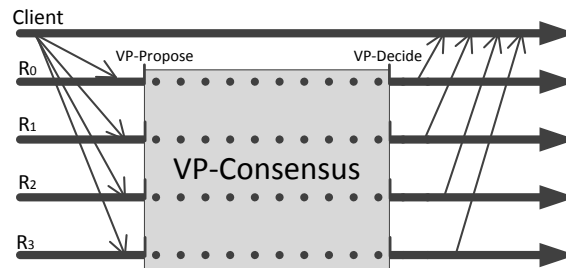 Client
VP-Propose
VP-Decide
R0
R1
VP-Consensus
R2
R3